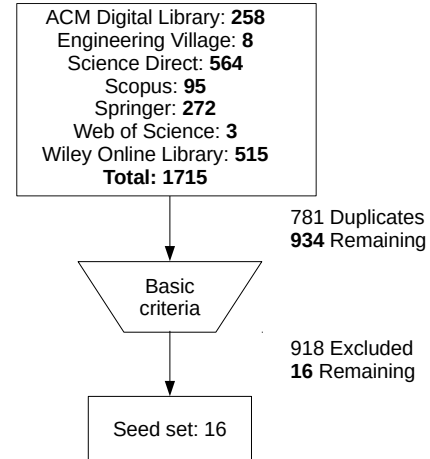 ACM Digital Library: 258
Engineering Village: 8
Science Direct: 564
Scopus: 95
Springer: 272
Web of Science: 3
Wiley Online Library: 515
Total: 1715
781 Duplicates
934 Remaining
Basic
criteria
918 Excluded
16 Remaining
Seed set: 16